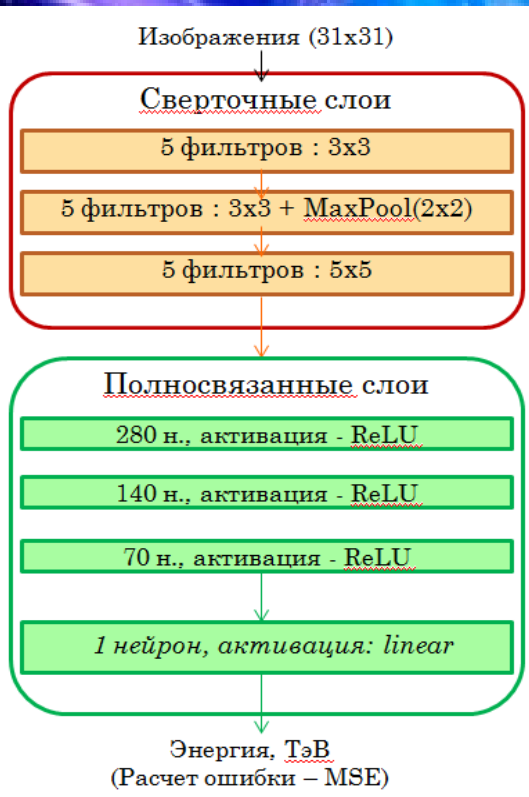 Изображения (31x31)
Сверточные слои
5 фильтров : 3x3
5 фильтров : 3x3 + MaxPool(2x2)
5 фильтров : 5x5
Полносвязанные слои
280 н., активация - ReLU
140 н., активация - ReLU
70 н., активация - ReLU
1 нейрон, активация: linear
Энергия, ТэВ
(Расчет ошибки – MSE)